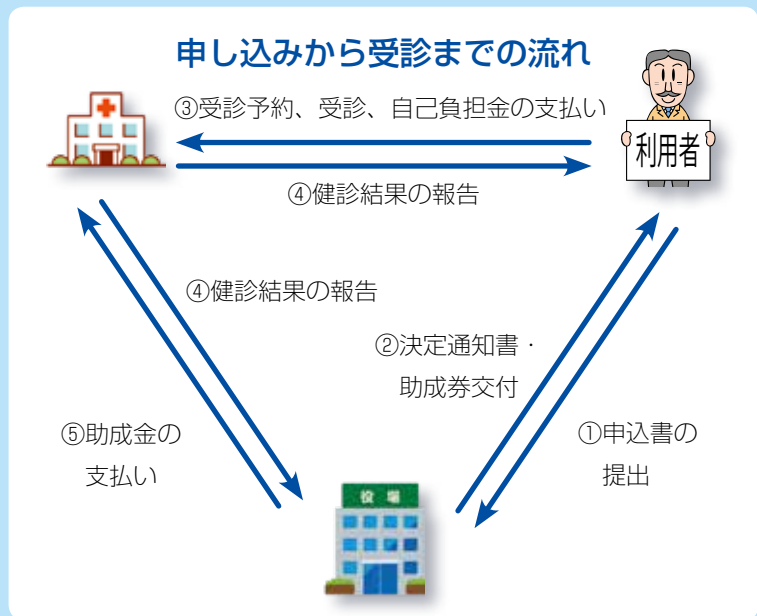 申し込みから受診までの流れ
③受診予約、受診、自己負担金の支払い
利用者
④健診結果の報告
④健診結果の報告
②決定通知書・
助成券交付
⑤助成金の
支払い
①申込書の
提出
役場